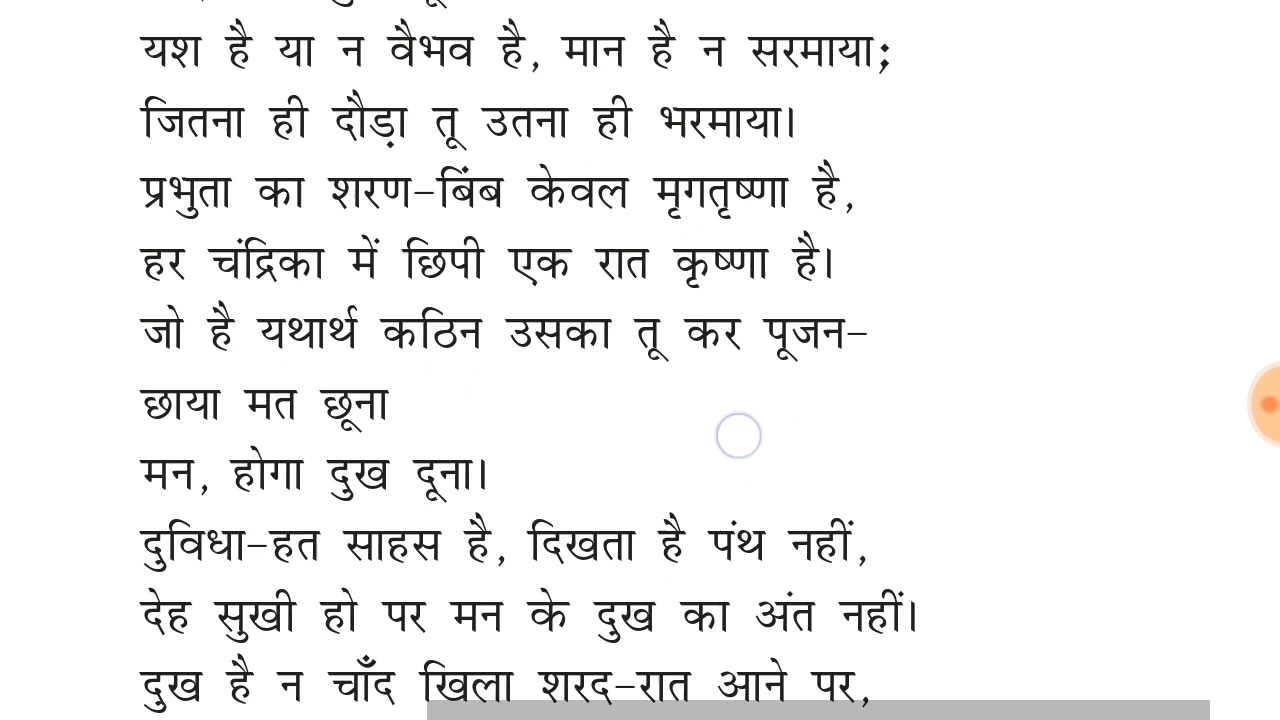 यश है या न वैभव है, मान है न सरमाया;
जितना ही दौड़ा तू उतना ही भरमाया।
प्रभुता का शरण-बिंब केवल मृगतृष्णा है,
हर चंद्रिका में छिपी एक रात कृष्णा है।
जो है यथार्थ कठिन उसका तू कर पूजन-
छाया मत छूना
मन, होगा दुख दूना।
दुविधा-हत साहस है, दिखता है पंथ नहीं,
देह सुखी हो पर मन के दुख का अंत नहीं।
दुख है न चाँद खिला शरद-रात आने पर,